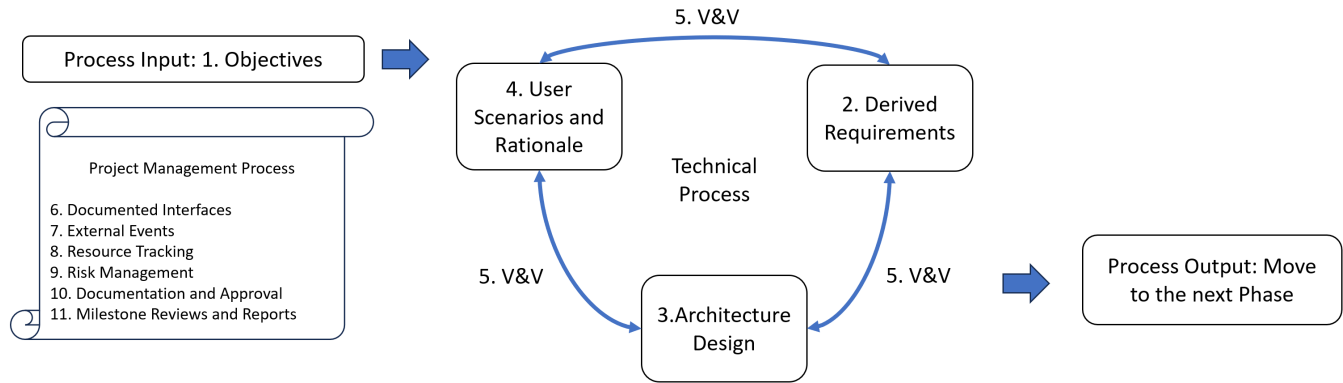 5. V&V
Process Input: 1. Objectives
4. User
Scenarios and
Rationale
2. Derived
Requirements
Technical
Process
Project Management Process
6. Documented Interfaces
7. External Events
8. Resource Tracking
9. Risk Management
10. Documentation and Approval
11. Milestone Reviews and Reports
5. V&V
5. V&V
3.Architecture
Design
Process Output: Move
to the next Phase